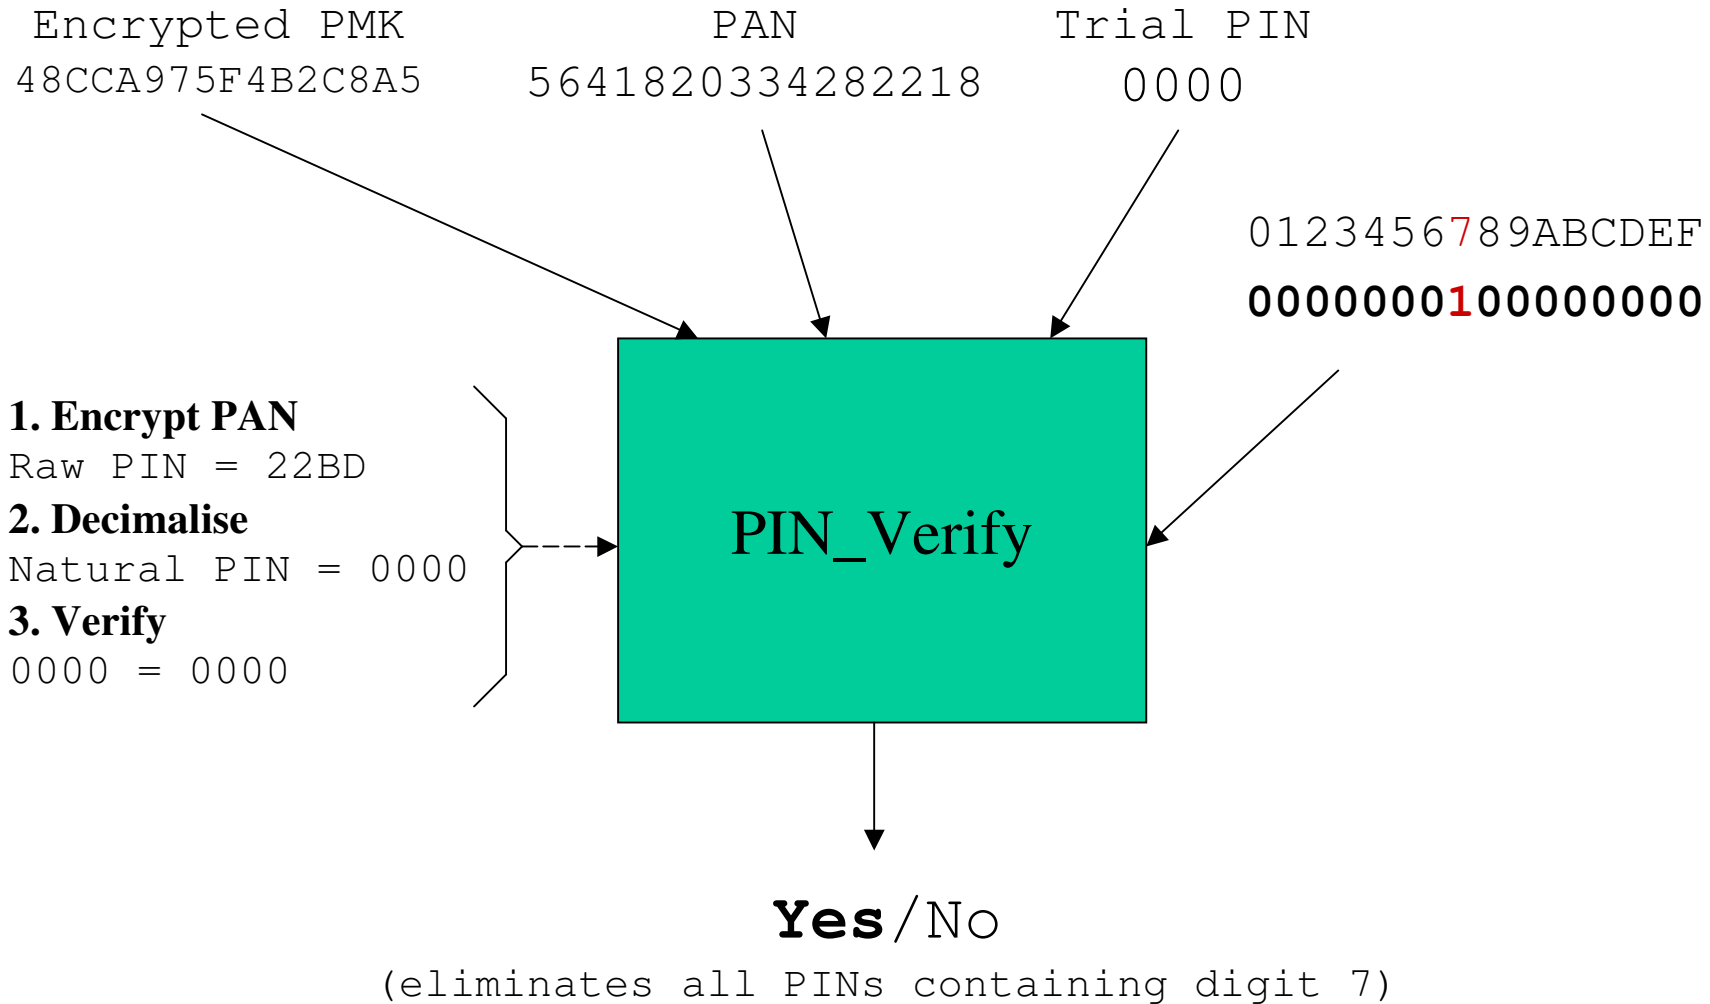 Encrypted PMK
48CCA975F4B2C8A5
PAN
5641820334282218
Trial PIN
0000
0123456789ABCDEF
0000000100000000
1. Encrypt PAN
Raw PIN = 22BD
2. Decimalise
Natural PIN = 0000
3. Verify
0000 = 0000
PIN_Verify
Yes/No
(eliminates all PINs containing digit 7)